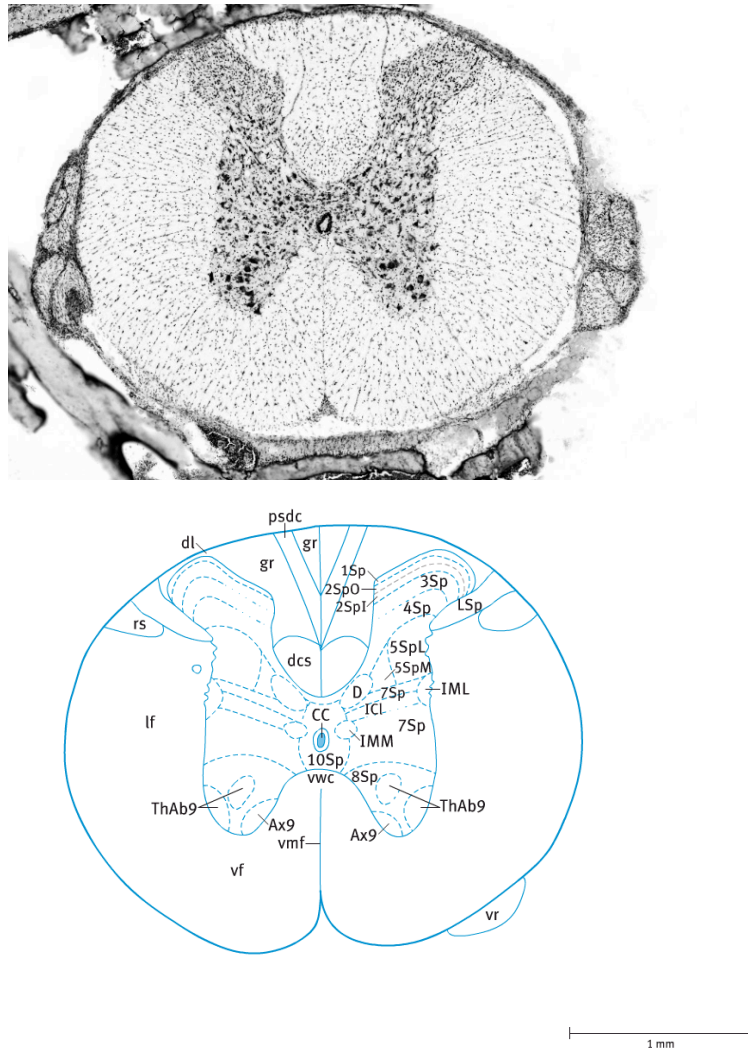 psdc
dl
gr
gr
1Sp
2SpO
3Sp
2SpI
4Sp
LSp
rs
5SpL
dcs
5SpM
D
7Sp
IML
ICl
CC
lf
7Sp
IMM
10Sp
vwc
8Sp
ThAb9
ThAb9
Ax9
Ax9
vmf
vf
vr
1 mm